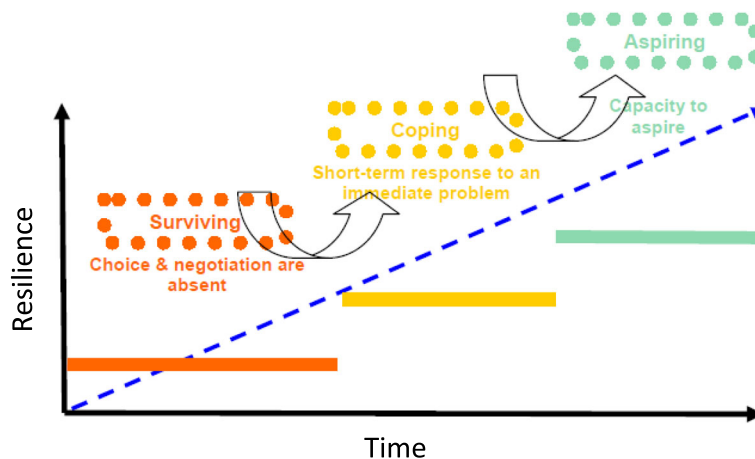 Aspiring
Capacity to
aspire
Coping
Short-term response to an
immediate problem
Surviving
Choice & negotiation are
absent
Resilience
Time